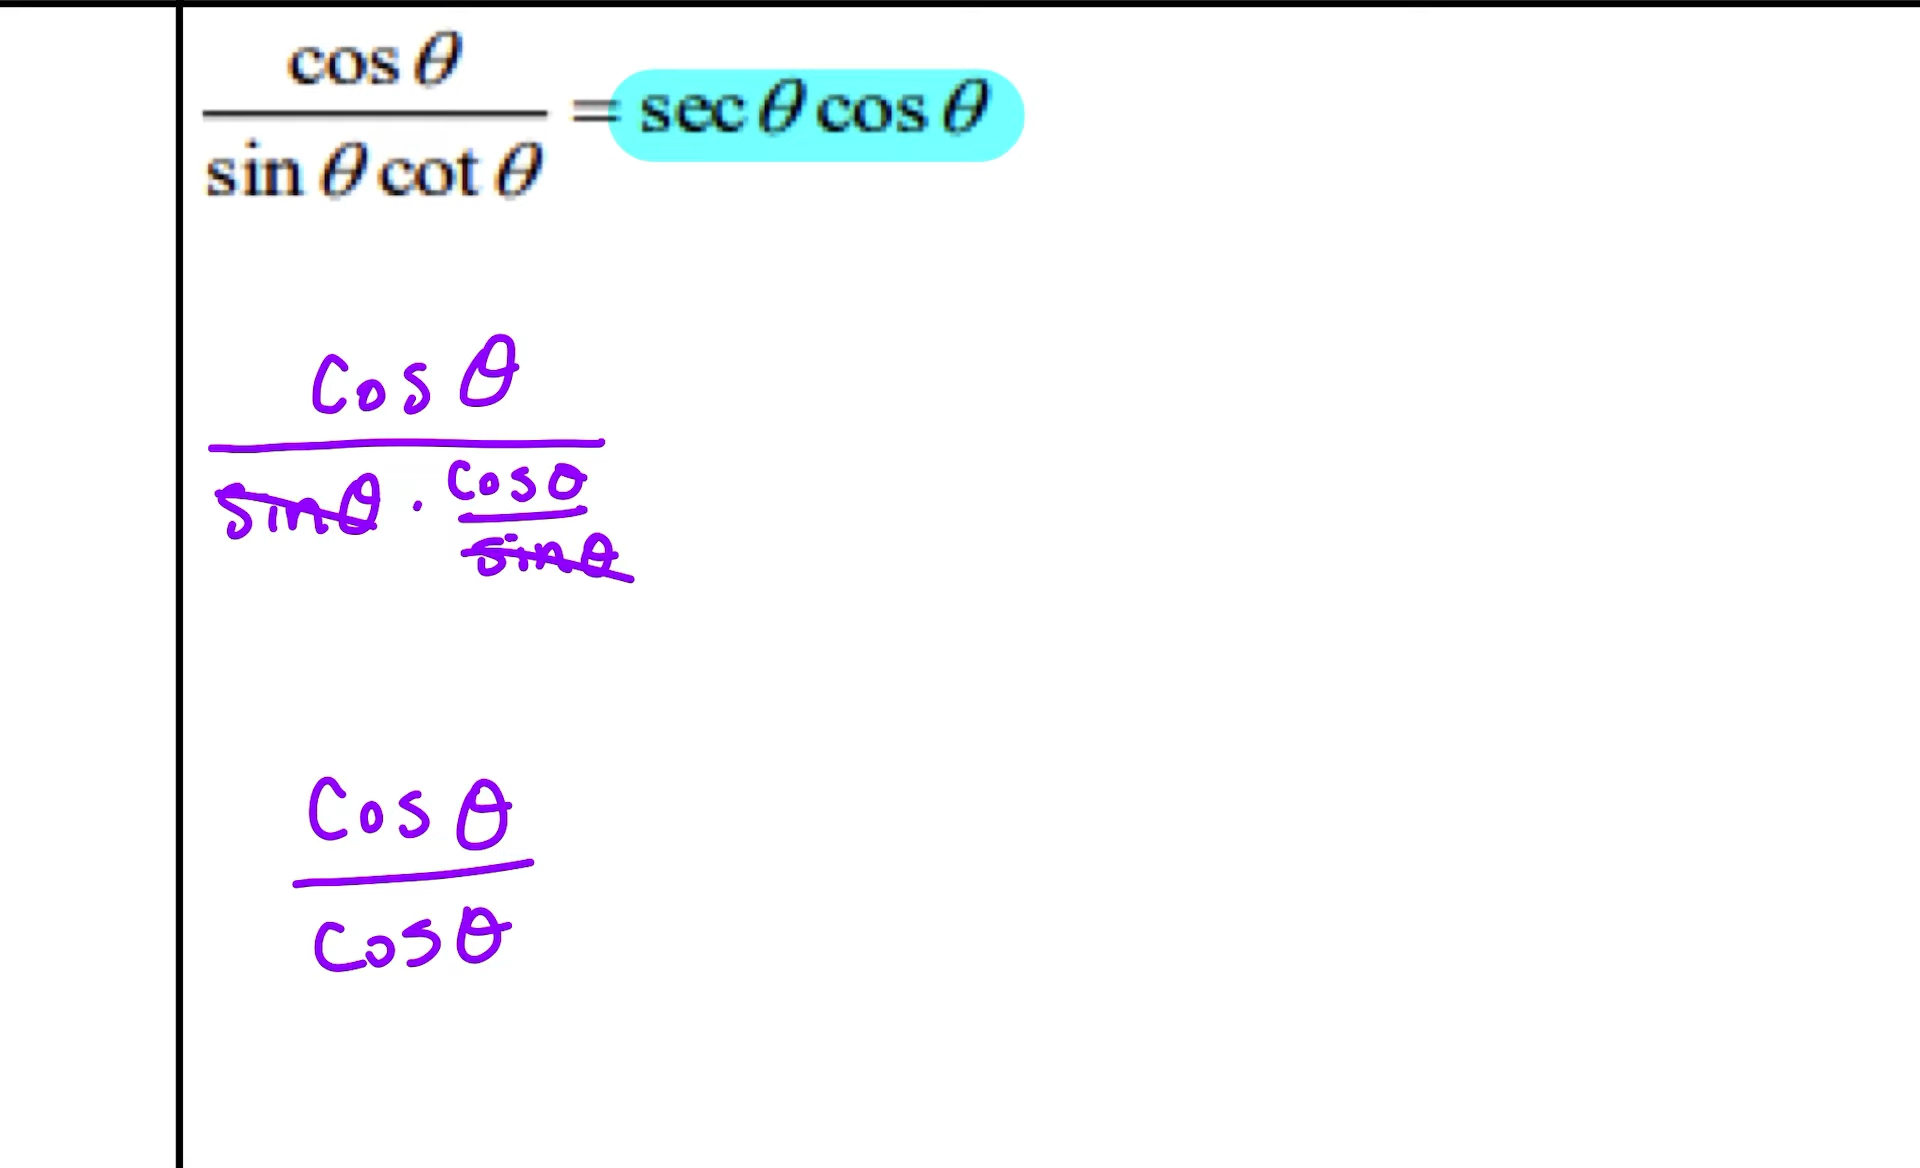 cos θ
sin θ cot θ
= sec θ cos θ
Cos θ
sinθ · Cosθ
sinθ
Cos θ
Cosθ